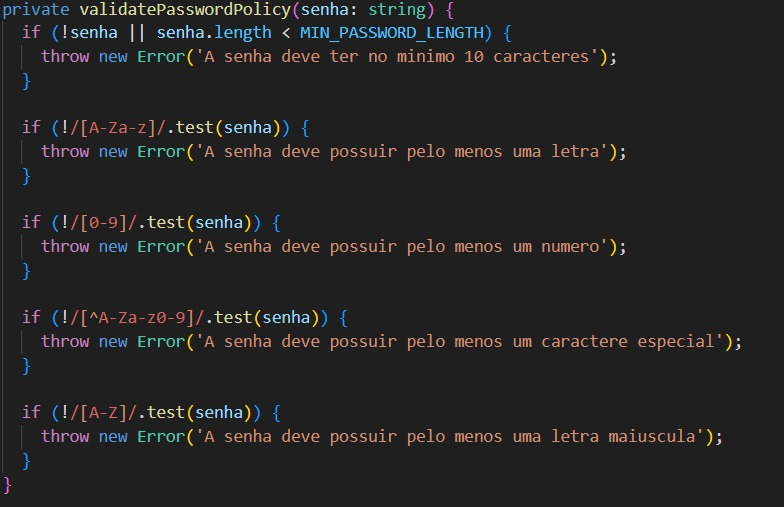 private validatePasswordPolicy(senha: string) {
  if (!senha || senha.length < MIN_PASSWORD_LENGTH) {
    throw new Error('A senha deve ter no minimo 10 caracteres');
  }

  if (!/[A-Za-z]/.test(senha)) {
    throw new Error('A senha deve possuir pelo menos uma letra');
  }

  if (!/[0-9]/.test(senha)) {
    throw new Error('A senha deve possuir pelo menos um numero');
  }

  if (!/[^A-Za-z0-9]/.test(senha)) {
    throw new Error('A senha deve possuir pelo menos um caractere especial');
  }

  if (!/[A-Z]/.test(senha)) {
    throw new Error('A senha deve possuir pelo menos uma letra maiuscula');
  }
}